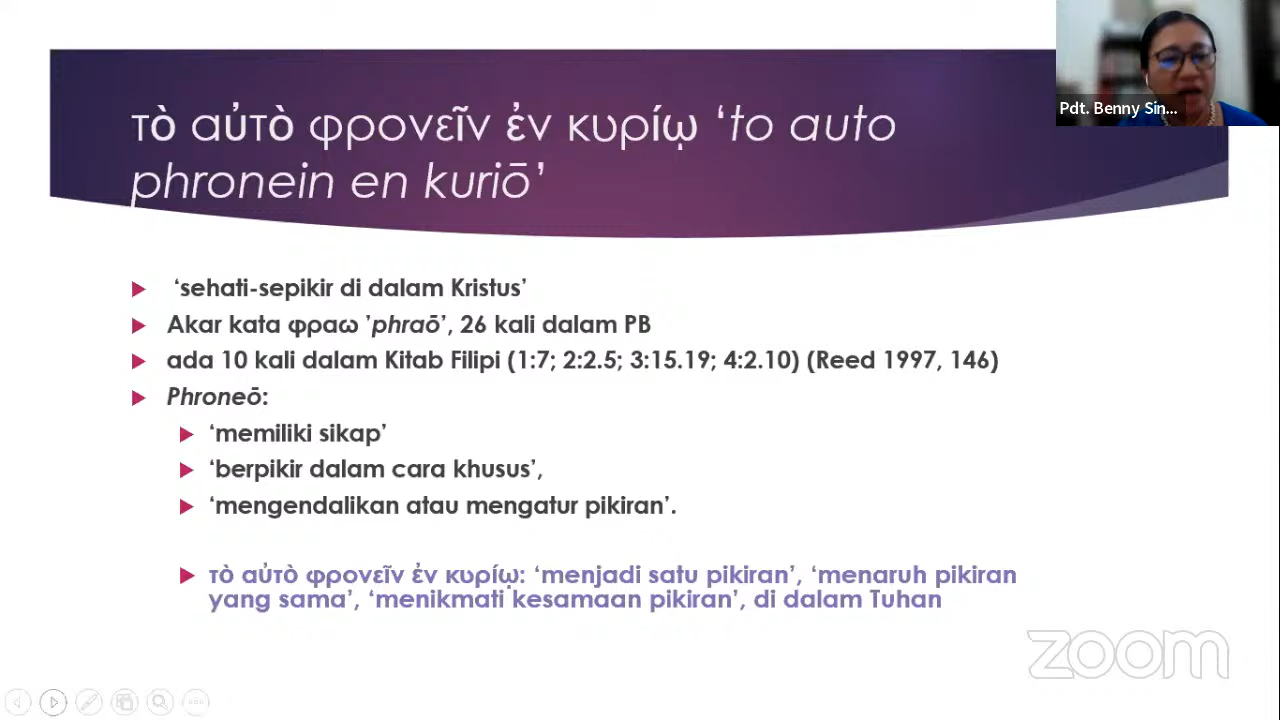 τὸ αὐτὸ φρονεῖν ἐν κυρίῳ ‘to auto
phronein en kuriō’
Pdt. Benny Sin...
‘sehati-sepikir di dalam Kristus’
Akar kata φραω ’phraō’, 26 kali dalam PB
ada 10 kali dalam Kitab Filipi (1:7; 2:2.5; 3:15.19; 4:2.10) (Reed 1997, 146)
Phroneō:
‘memiliki sikap’
‘berpikir dalam cara khusus’,
‘mengendalikan atau mengatur pikiran’.
τὸ αὐτὸ φρονεῖν ἐν κυρίῳ: ‘menjadi satu pikiran’, ‘menaruh pikiran
yang sama’, ‘menikmati kesamaan pikiran’, di dalam Tuhan
zoom